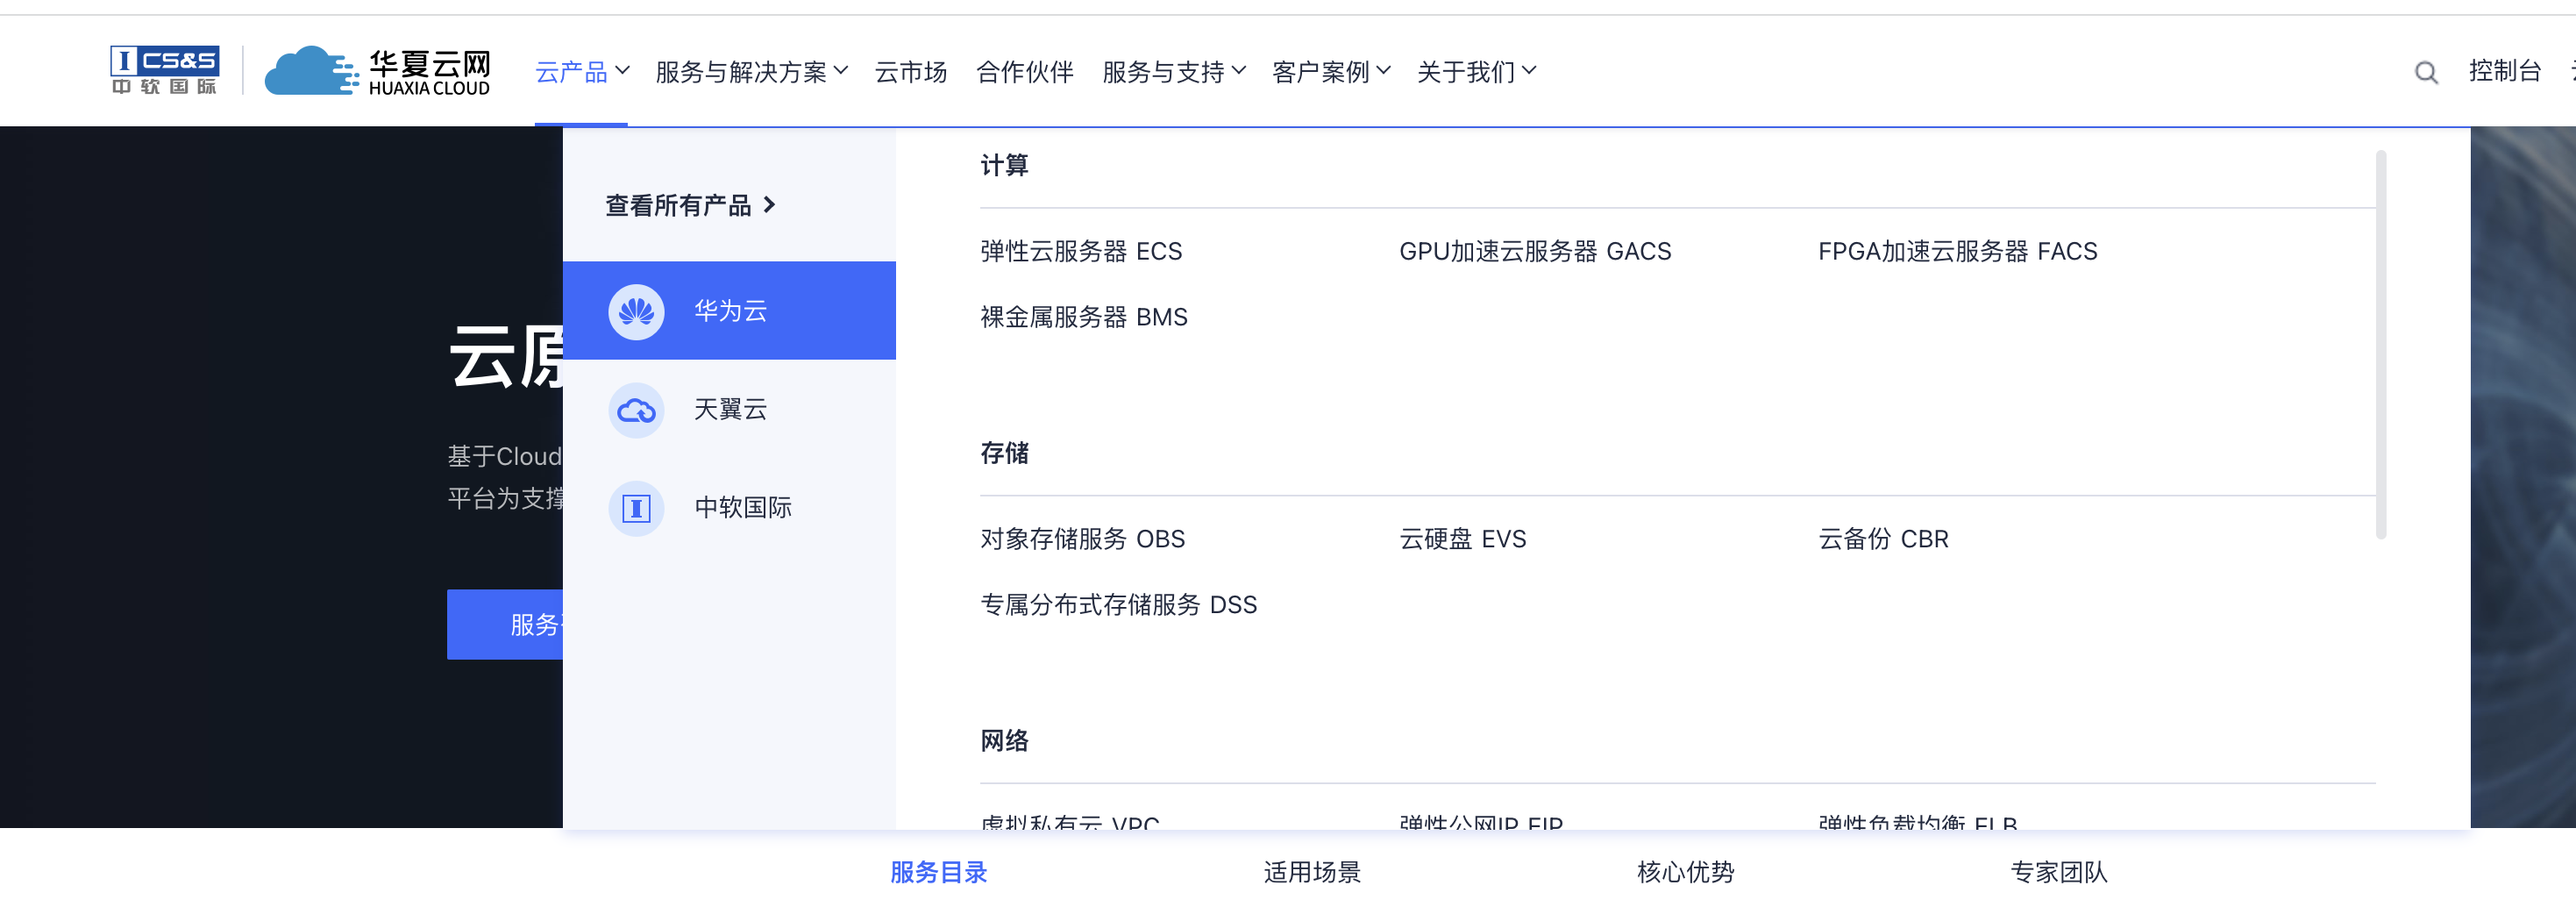 I CS&S
中软国际
华夏云网
HUAXIA CLOUD
云产品 服务与解决方案 云市场 合作伙伴 服务与支持 客户案例 关于我们 控制台
查看所有产品
华为云
天翼云
中软国际
计算
弹性云服务器 ECS GPU加速云服务器 GACS FPGA加速云服务器 FACS
裸金属服务器 BMS
存储
对象存储服务 OBS 云硬盘 EVS 云备份 CBR
专属分布式存储服务 DSS
网络
虚拟私有云 VPC 弹性公网IP EIP 弹性负载均衡 ELB
云原
基于Cloud
平台为支撑
服务
服务目录 适用场景 核心优势 专家团队